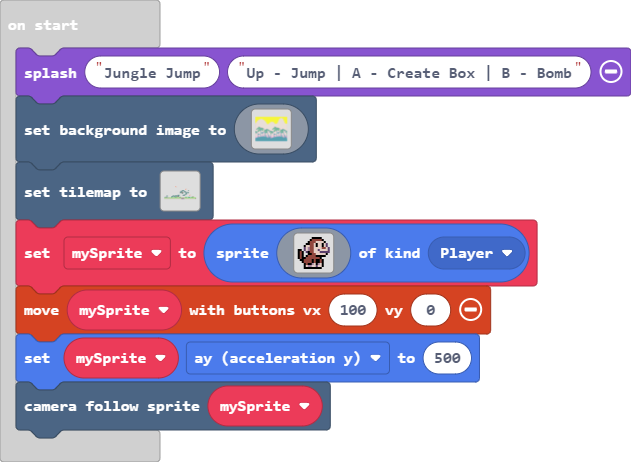 on start
splash "Jungle Jump" "Up - Jump | A - Create Box | B - Bomb"
set background image to
set tilemap to
set mySprite to sprite of kind Player
move mySprite with buttons vx 100 vy 0
set mySprite ay (acceleration y) to 500
camera follow sprite mySprite